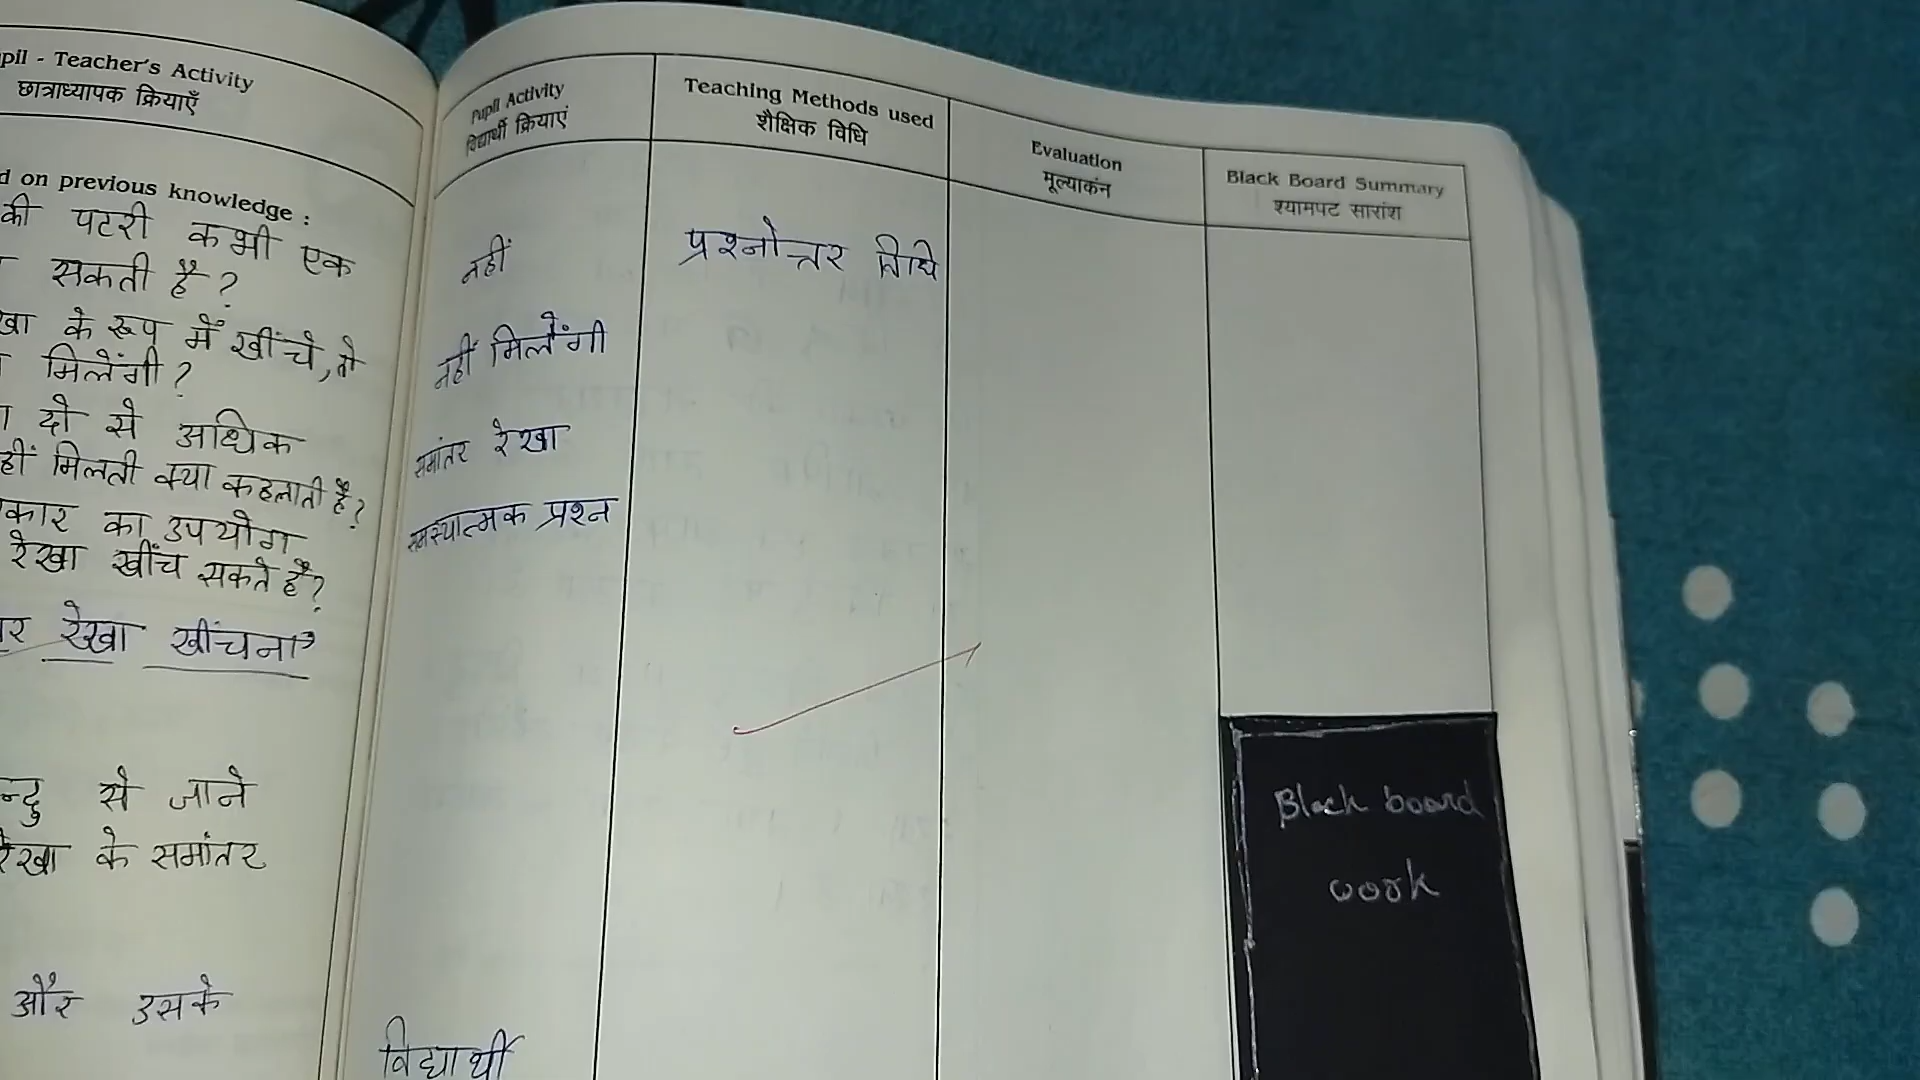 pil - Teacher's Activity
छात्राध्यापक क्रियाएँ
d on previous knowledge :
की पटरी कभी एक
सकती है ?
खा के रूप में खींचे, तो
मिलेंगी ?
दो से अधिक
हीं मिलती क्या कहलाती है ?
कार का उपयोग
रेखा खींच सकते है ?
र रेखा खींचना"
न्दु से जाने
रेखा के समांतर
और उसके
Pupil Activity
विद्यार्थी क्रियाएं
नहीं
नहीं मिलेंगी
समांतर रेखा
समस्यात्मक प्रश्न
विद्यार्थी
Teaching Methods used
शैक्षिक विधि
प्रश्नोत्तर विधि
Evaluation
मूल्याकंन
Black Board Summary
श्यामपट सारांश
Black board
work